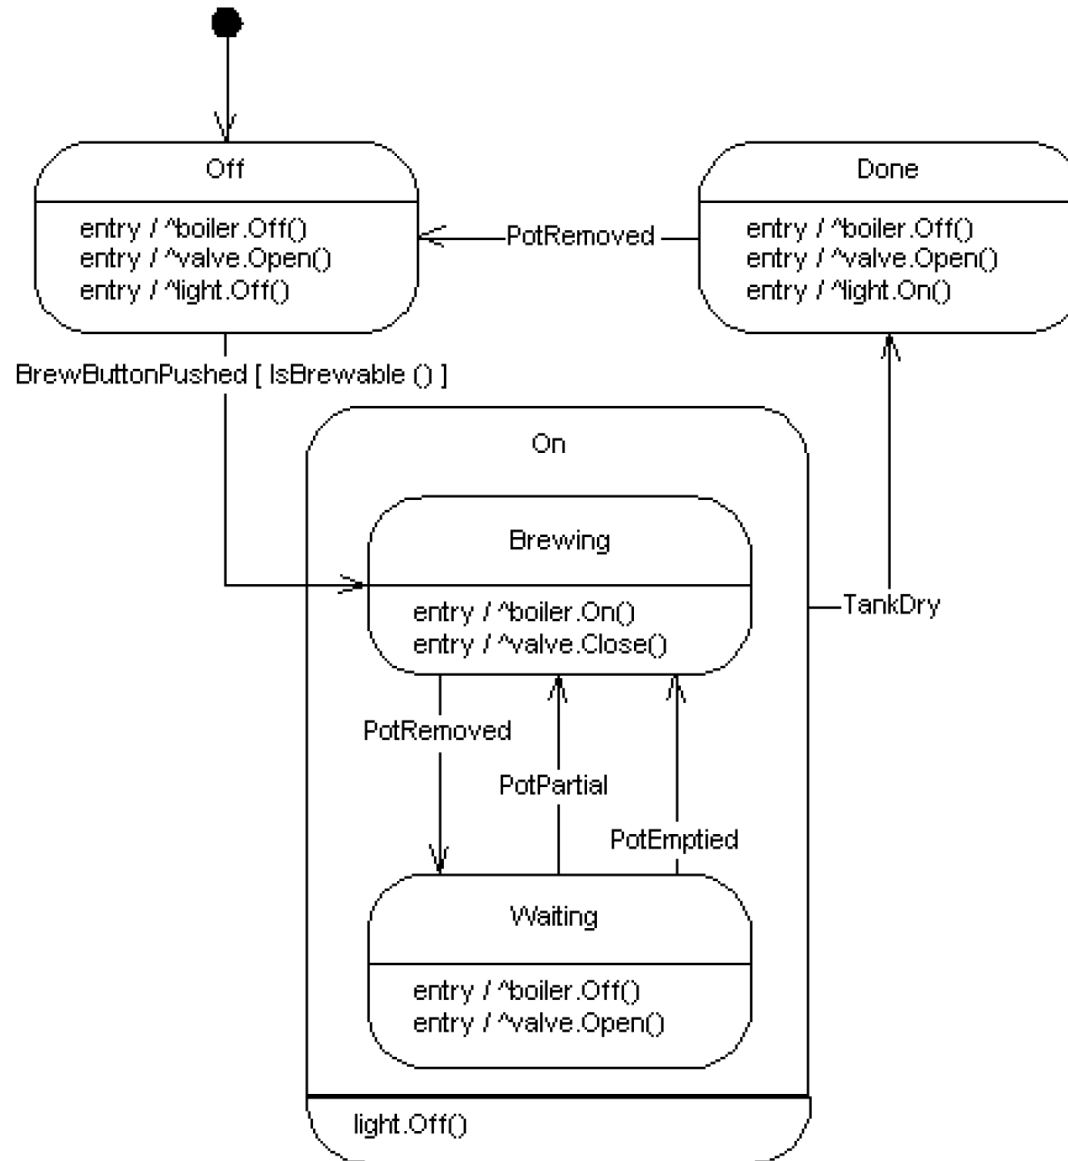 Off
entry / ^boiler.Off()
entry / ^valve.Open()
entry / ^light.Off()
PotRemoved
Done
entry / ^boiler.Off()
entry / ^valve.Open()
entry / ^light.On()
BrewButtonPushed [ IsBrewable () ]
On
Brewing
entry / ^boiler.On()
entry / ^valve.Close()
TankDry
PotRemoved
PotPartial
PotEmptied
Waiting
entry / ^boiler.Off()
entry / ^valve.Open()
light.Off()